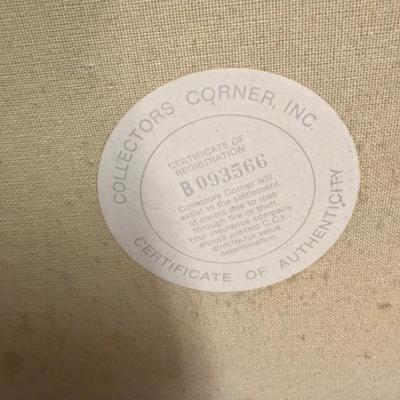 COLLECTORS CORNER, INC.
CERTIFICATE OF
REGISTRATION
B 093566
Collectors Corner will
assist in the settlement
of claims due to loss
through fire or theft.
Your insurance company
should contact C.C.I.
directly for value
determination.
CERTIFICATE OF AUTHENTICITY